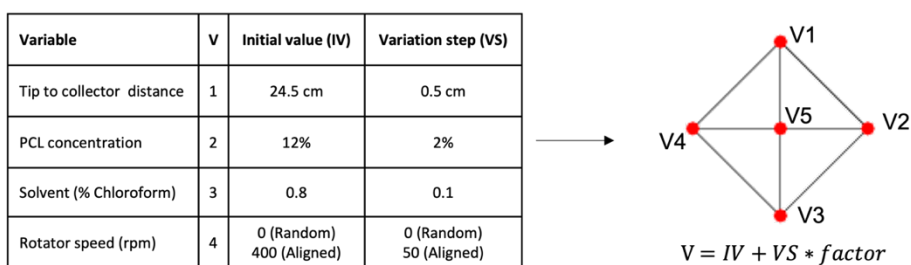 Variable V Initial value (IV) Variation step (VS)
Tip to collector distance 1 24.5 cm 0.5 cm
PCL concentration 2 12% 2%
Solvent (% Chloroform) 3 0.8 0.1
Rotator speed (rpm) 4 0 (Random) 0 (Random)
400 (Aligned) 50 (Aligned)
V1
V5
V4
V2
V3
V = IV + VS * factor